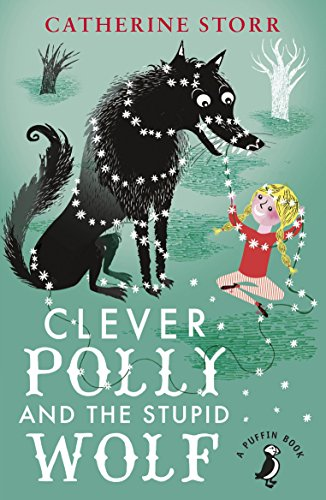 CATHERINE STORR
CLEVER
POLLY
AND THE STUPID
WOLF
A PUFFIN BOOK